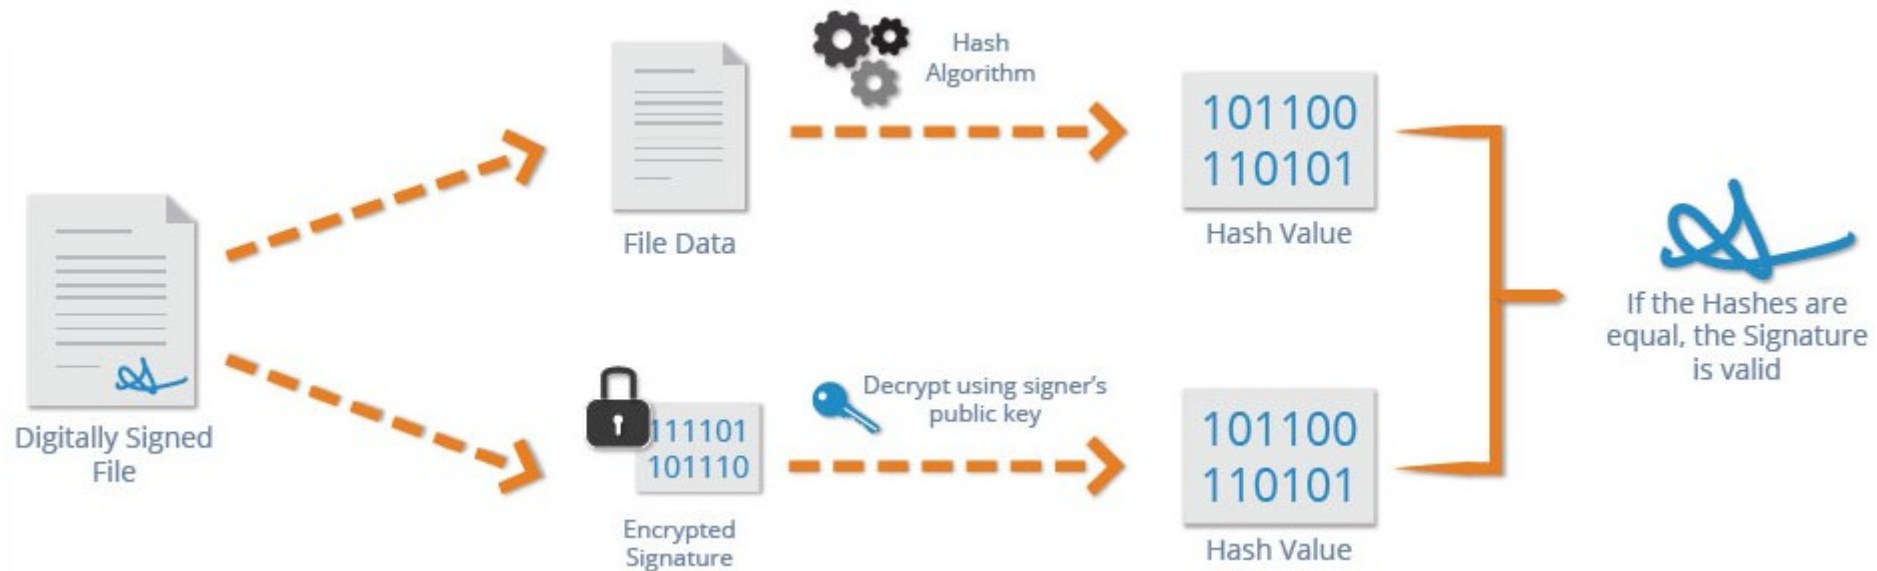 Hash
Algorithm
101100
110101
Hash Value
File Data
Digitally Signed
File
111101
101110
Encrypted
Signature
Decrypt using signer's
public key
101100
110101
Hash Value
If the Hashes are
equal, the Signature
is valid